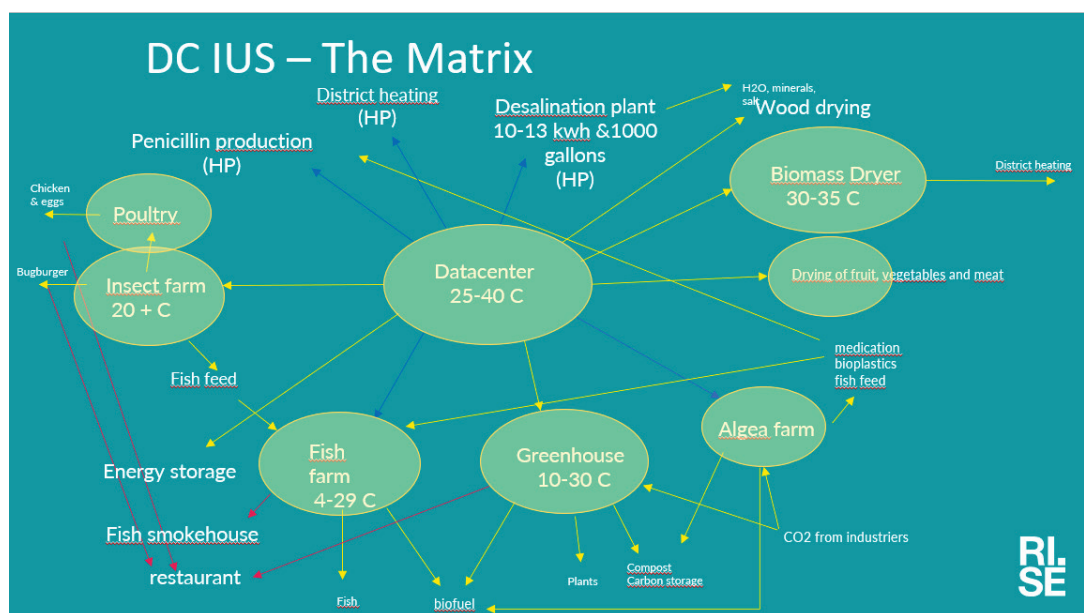 DC IUS – The Matrix
District heating
(HP)
Desalination plant
10-13 kwh &1000
gallons
(HP)
H2O, minerals,
salt
Wood drying
Penicillin production
(HP)
Biomass Dryer
30-35 C
District heating
Chicken
& eggs
Poultry
Bugburger
Insect farm
20 + C
Datacenter
25-40 C
Drying of fruit, vegetables and meat
medication
bioplastics
fish feed
Fish feed
Algea farm
Energy storage
Fish
farm
4-29 C
Greenhouse
10-30 C
Fish smokehouse
CO2 from industriers
restaurant
Plants
Compost
Carbon storage
Fish
biofuel
RI.
SE